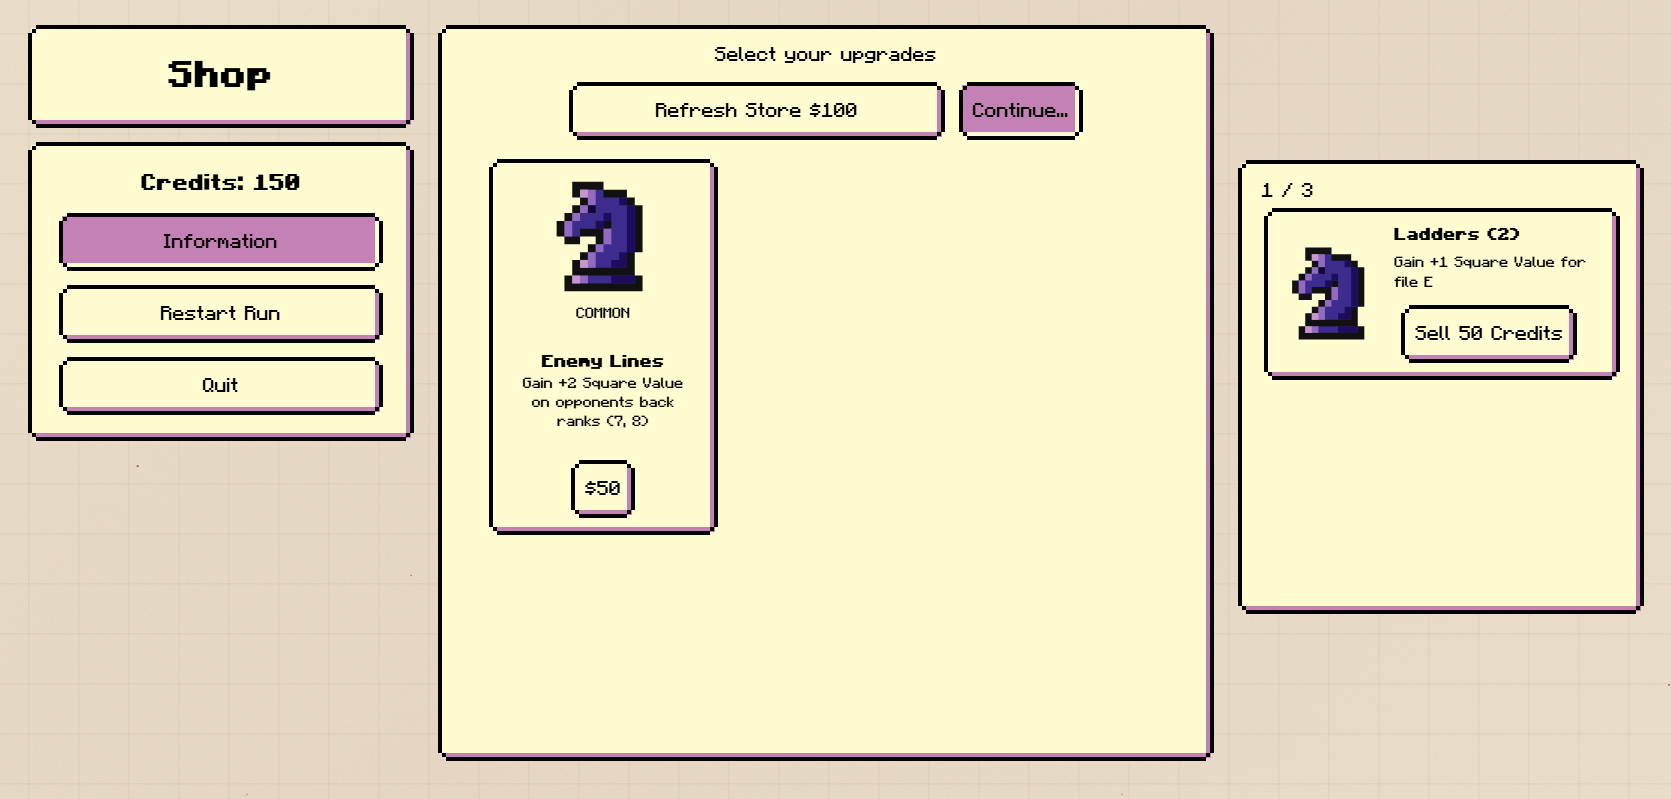 Shop
Credits: 150
Information
Restart Run
Quit
Select your upgrades
Refresh Store $100
Continue...
COMMON
Enemy Lines
Gain +2 Square Value
on opponents back
ranks (7, 8)
$50
1 / 3
Ladders (2)
Gain +1 Square Value for
file E
Sell 50 Credits